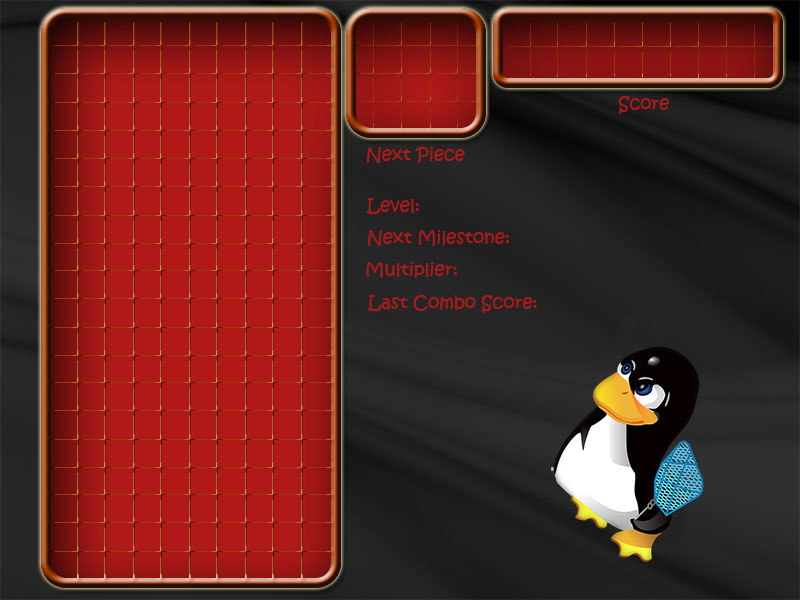 Score
Next Piece
Level:
Next Milestone:
Multiplier:
Last Combo Score: